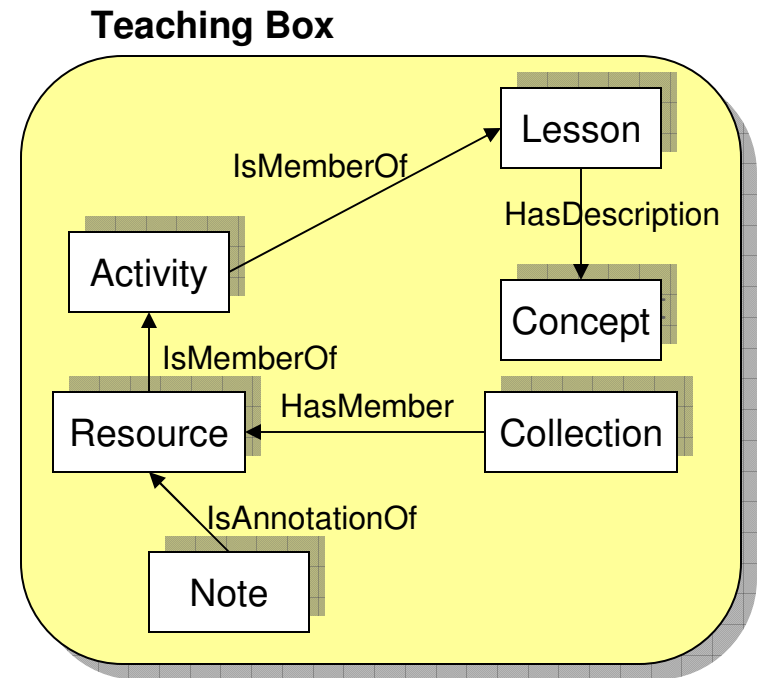 Teaching Box
Lesson
IsMemberOf
HasDescription
Activity
Concept
IsMemberOf
HasMember
Resource
Collection
IsAnnotationOf
Note